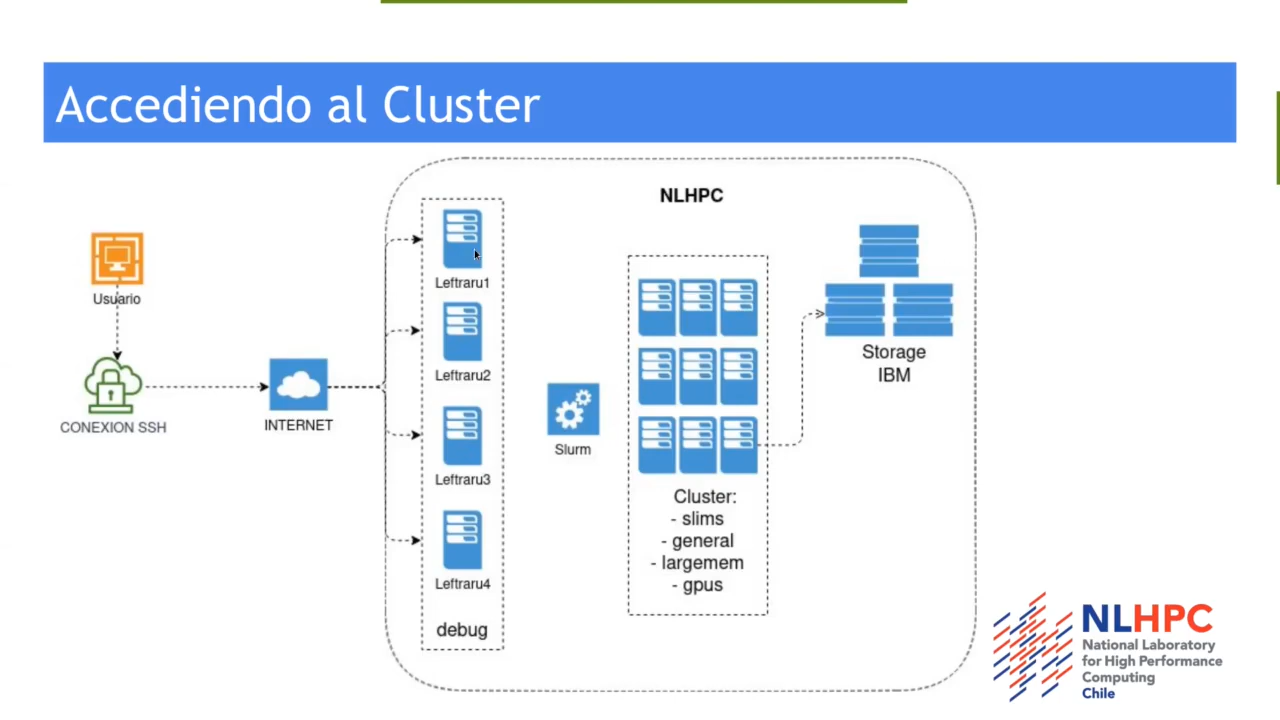 Accediendo al Cluster
NLHPC
Usuario
CONEXION SSH
INTERNET
Leftraru1
Leftraru2
Leftraru3
Leftraru4
debug
Slurm
Cluster:
- slims
- general
- largemem
- gpus
Storage
IBM
NLHPC
National Laboratory
for High Performance
Computing
Chile